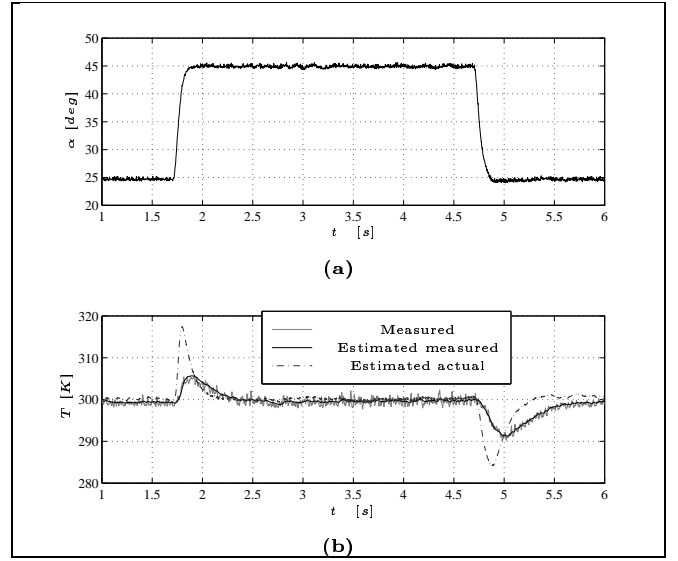 50
45
40
35
30
25
20
α [deg]
1 1.5 2 2.5 3 3.5 4 4.5 5 5.5 6
t [s]
(a)
320
310
300
290
280
T [K]
Measured
Estimated measured
Estimated actual
1 1.5 2 2.5 3 3.5 4 4.5 5 5.5 6
t [s]
(b)